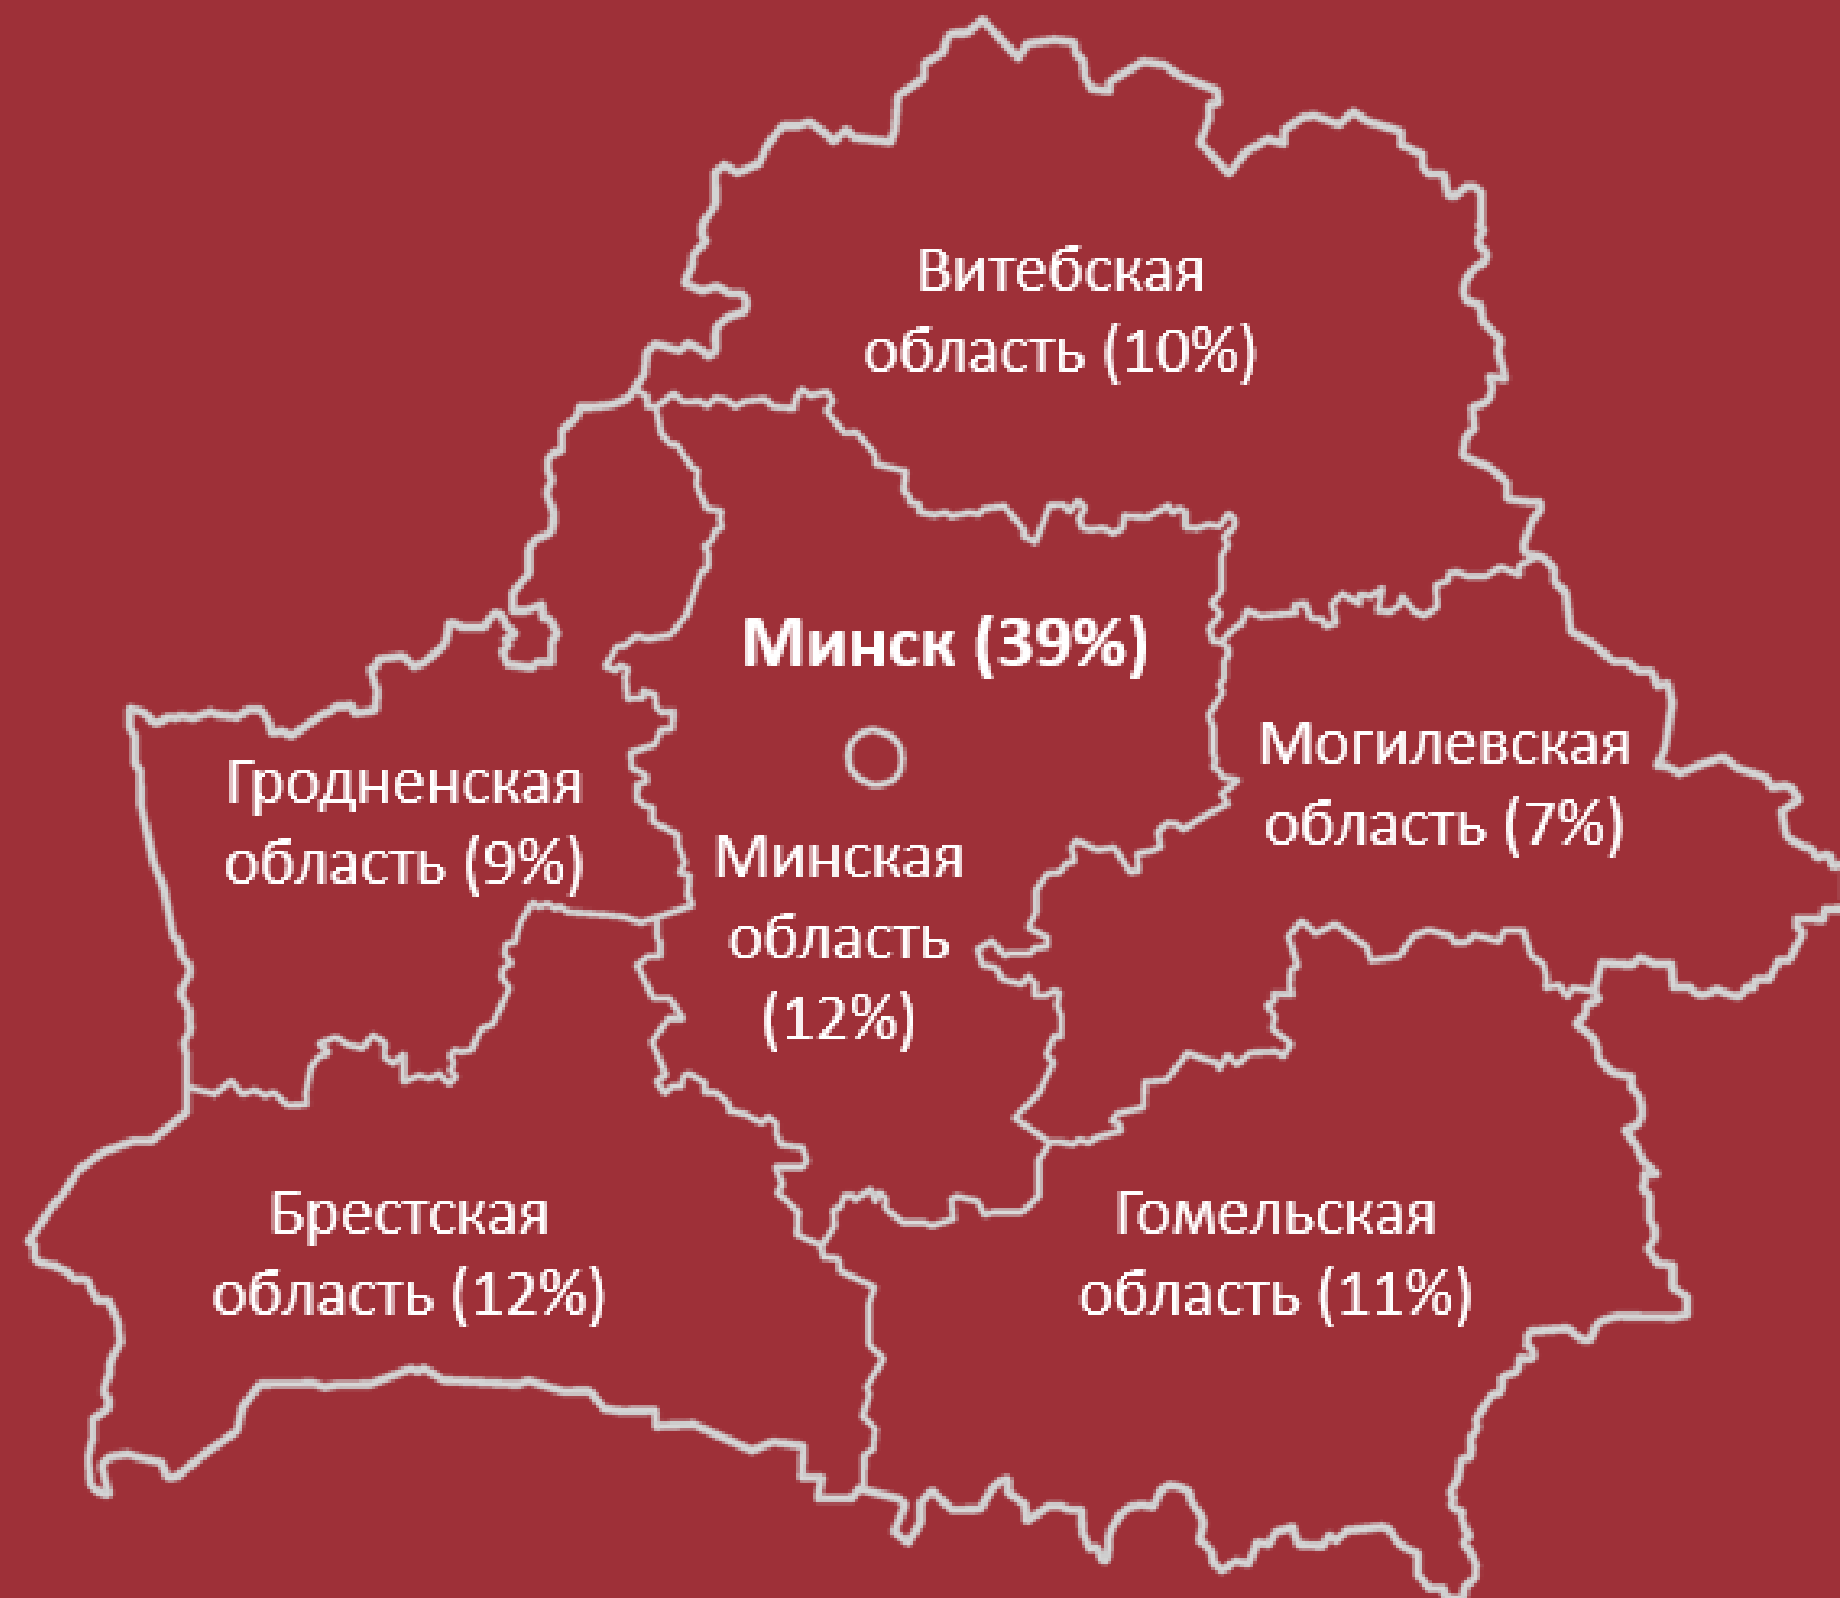 Витебская
область (10%)
Минск (39%)
Могилевская
область (7%)
Гродненская
область (9%)
Минская
область
(12%)
Брестская
область (12%)
Гомельская
область (11%)